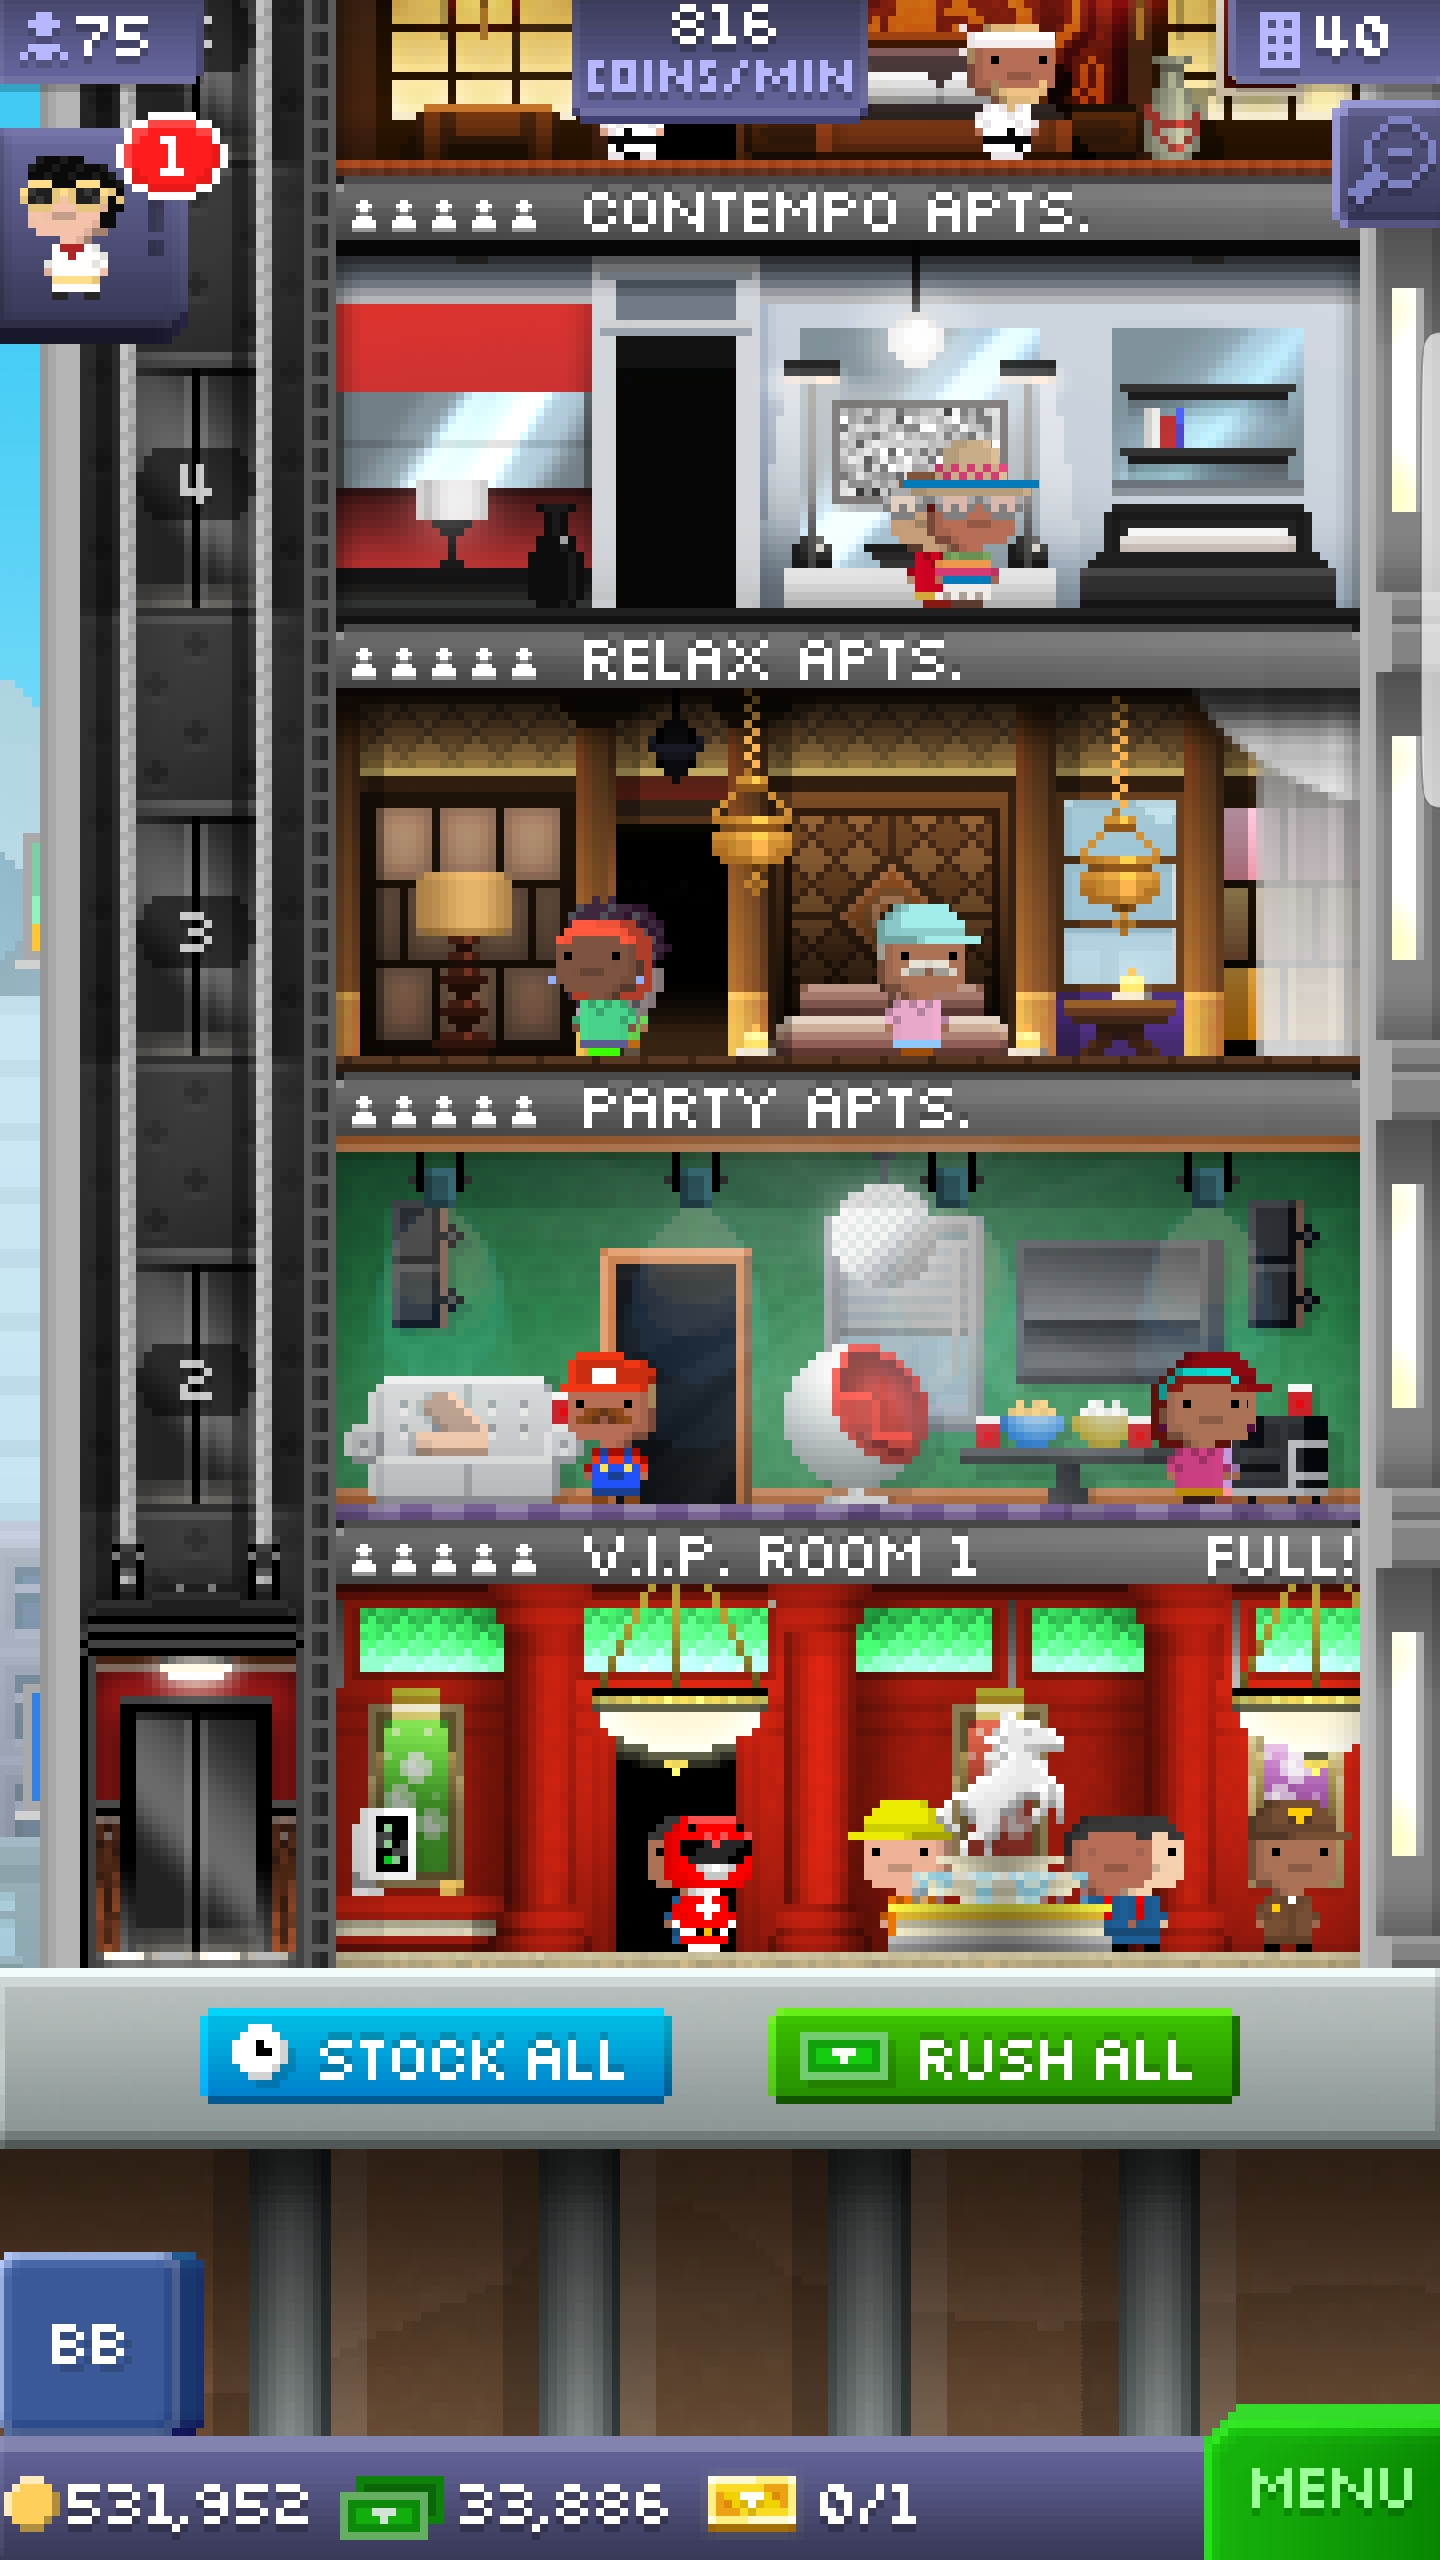 75
816
COINS/MIN
40
1
CONTEMPO APTS.
4
RELAX APTS.
3
PARTY APTS.
2
V.I.P. ROOM 1 FULL!
STOCK ALL
RUSH ALL
BB
531,952
33,886
0/1
MENU